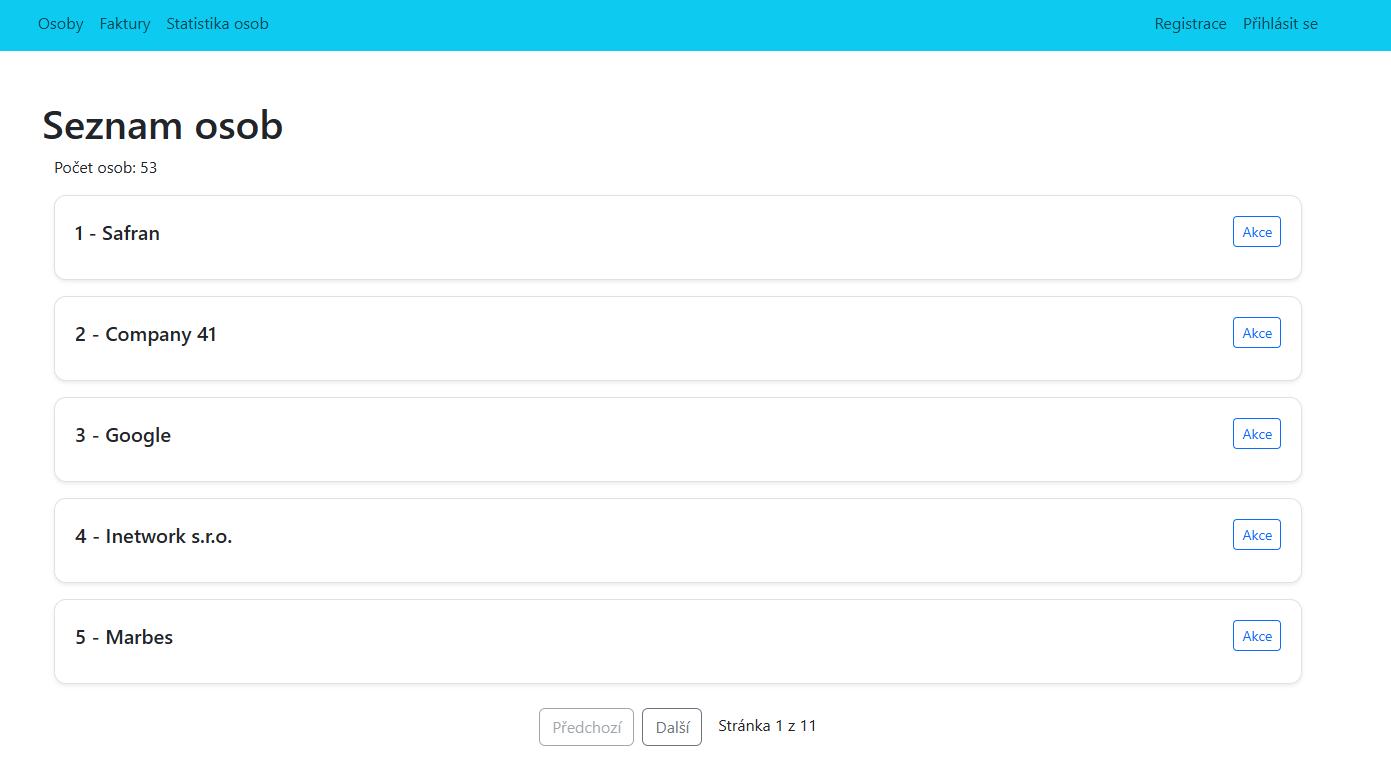 Osoby Faktury Statistika osob Registrace Přihlásit se
Seznam osob
Počet osob: 53
1 - Safran Akce
2 - Company 41 Akce
3 - Google Akce
4 - Inetwork s.r.o. Akce
5 - Marbes Akce
Předchozí Další Stránka 1 z 11